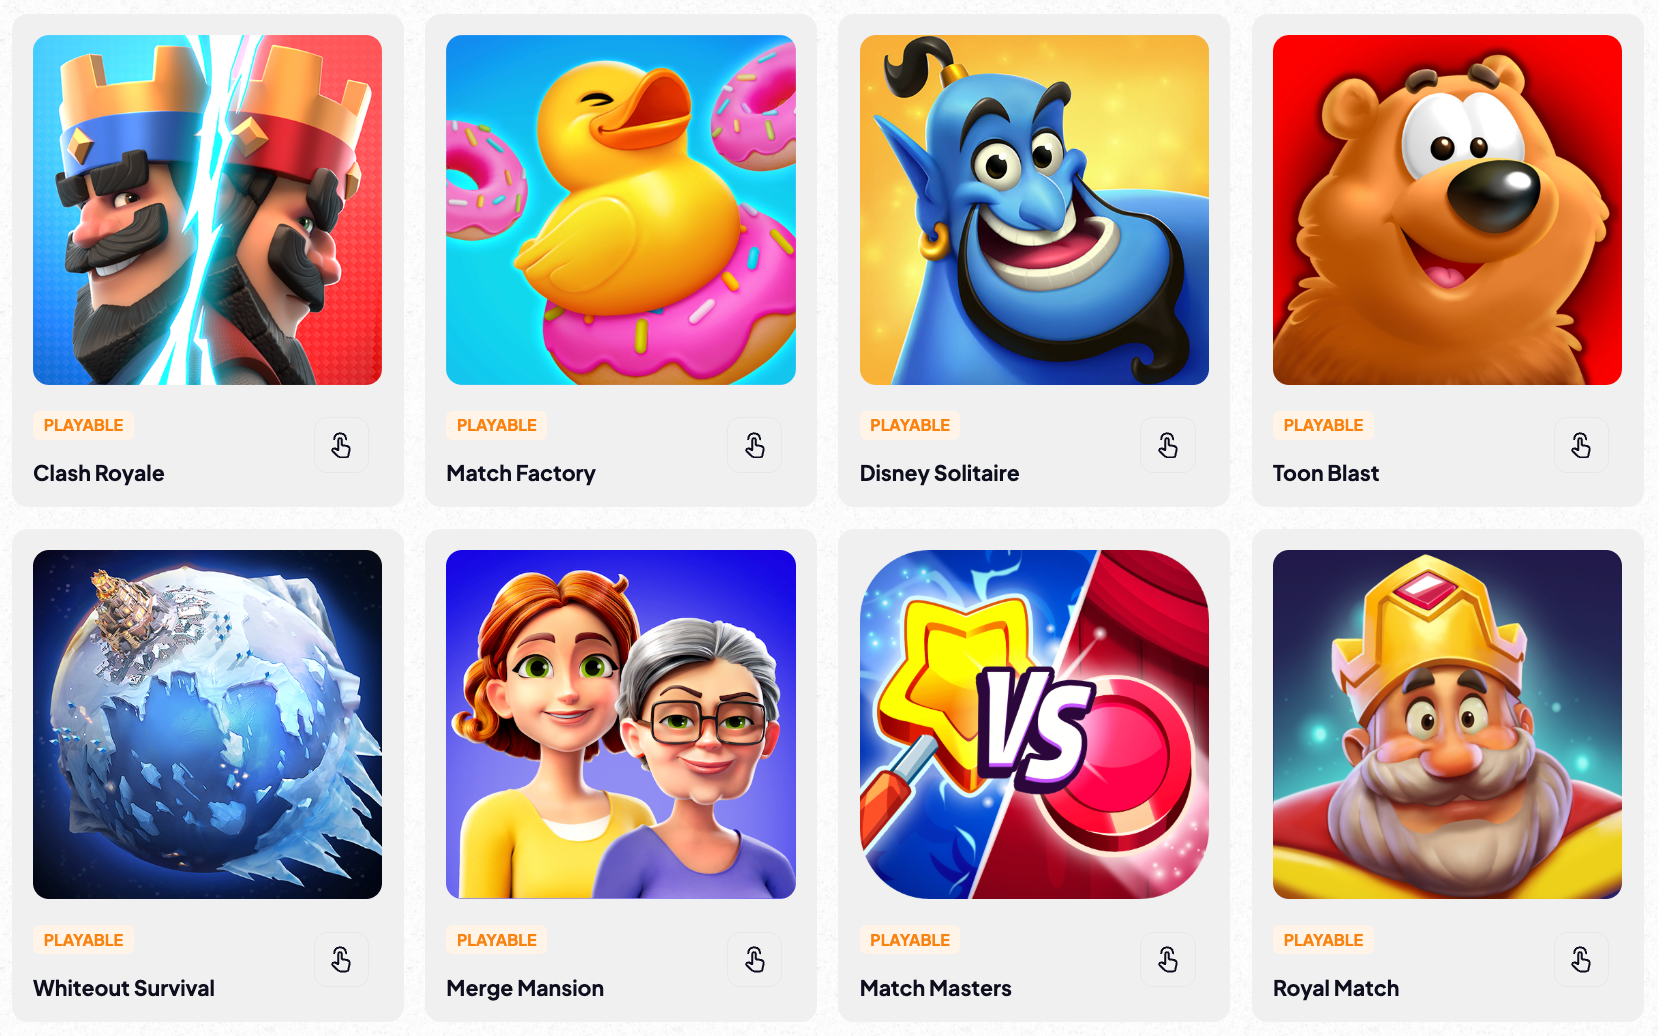 PLAYABLE
Clash Royale
PLAYABLE
Match Factory
PLAYABLE
Disney Solitaire
PLAYABLE
Toon Blast
PLAYABLE
Whiteout Survival
PLAYABLE
Merge Mansion
VS
PLAYABLE
Match Masters
PLAYABLE
Royal Match